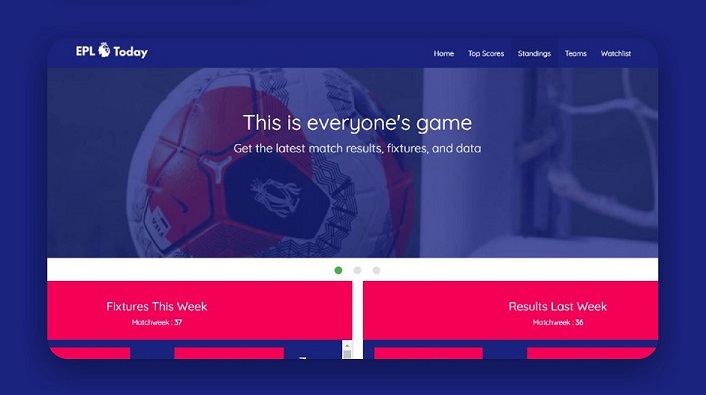 EPL Today
Home Top Scores Standings Teams Watchlist
This is everyone's game
Get the latest match results, fixtures, and data
Fixtures This Week
Matchweek : 37
Results Last Week
Matchweek : 36